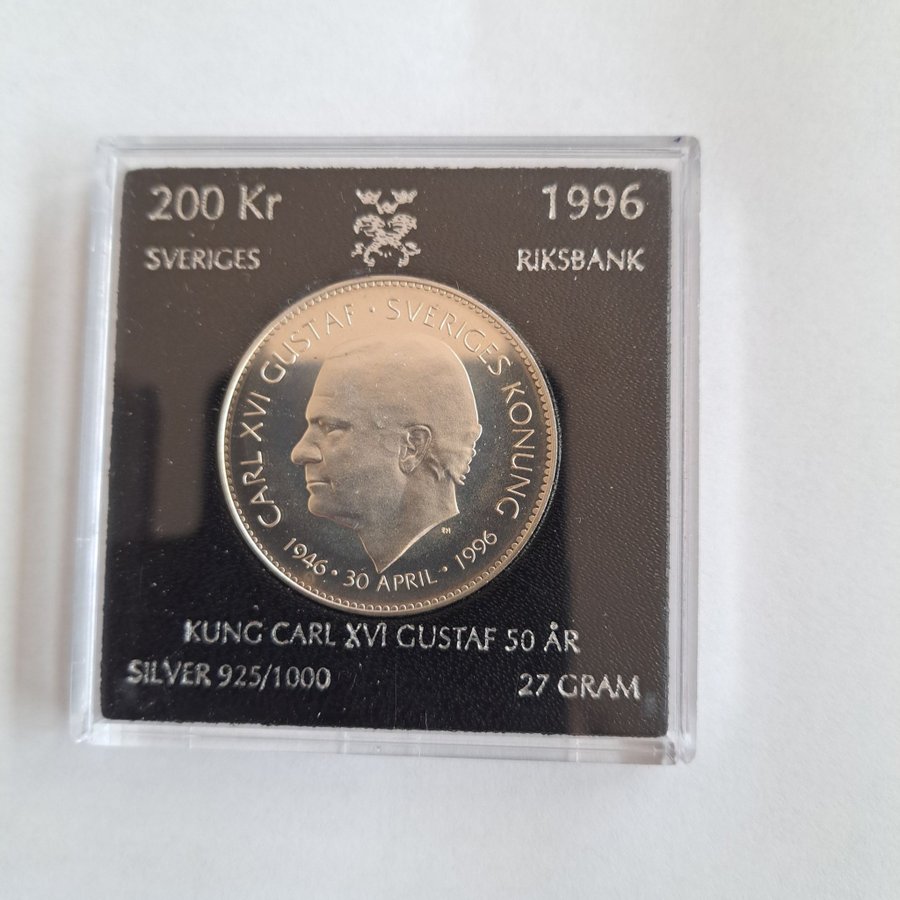 200 Kr
1996
SVERIGES
RIKSBANK
CARL XVI GUSTAF · SVERIGES KONUNG
1946 · 30 APRIL · 1996
KUNG CARL XVI GUSTAF 50 ÅR
SILVER 925/1000
27 GRAM